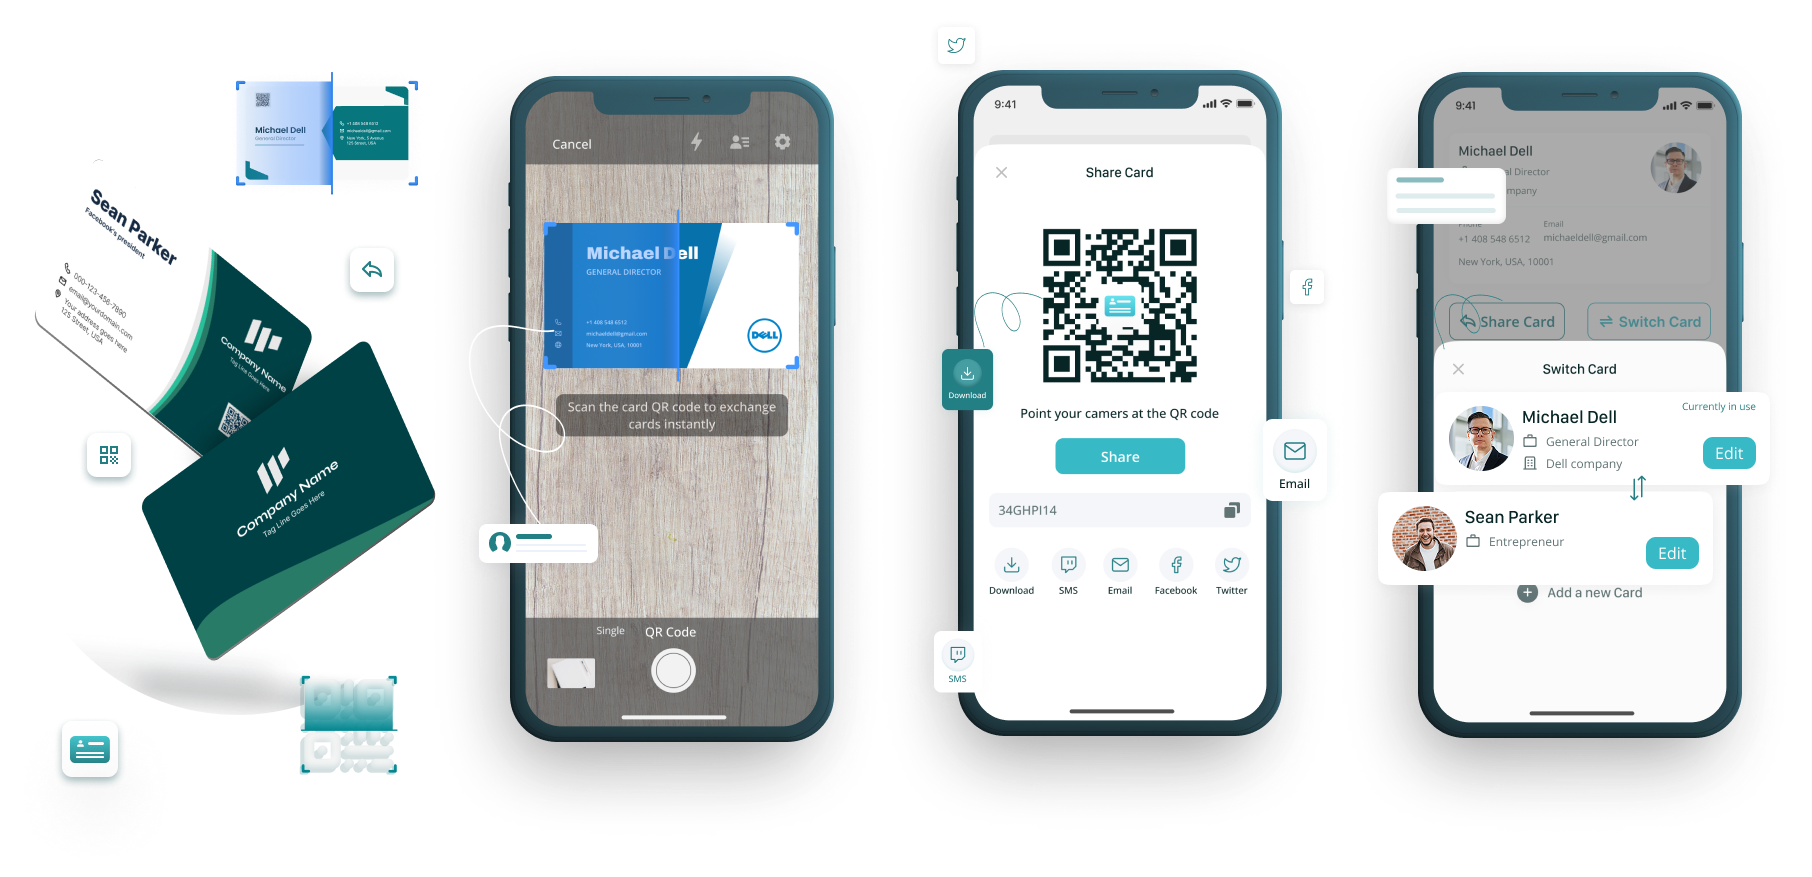 Michael Dell
General Director
+1 408 548 6512
michaeldell@gmail.com
New York, 5 Avenue
125 Street, USA
Sean Parker
Facebook's president
000-123-456-7890
email@yourdomain.com
Your address goes here
125 Street, USA
Company Name
Tag Line Goes Here
Company Name
Tag Line Goes Here
Cancel
Michael Dell
GENERAL DIRECTOR
+1 408 548 6512
michaeldell@gmail.com
New York, USA, 10001
DELL
Scan the card QR code to exchange
cards instantly
Single
QR Code
9:41
Share Card
Download
Point your camers at the QR code
Share
Email
34GHPI14
Download
SMS
Email
Facebook
Twitter
SMS
9:41
Michael Dell
al Director
mpany
Phone
Email
+1 408 548 6512
michaeldell@gmail.com
New York, USA, 10001
Share Card
Switch Card
Switch Card
Currently in use
Michael Dell
General Director
Dell company
Edit
Sean Parker
Entrepreneur
Edit
Add a new Card